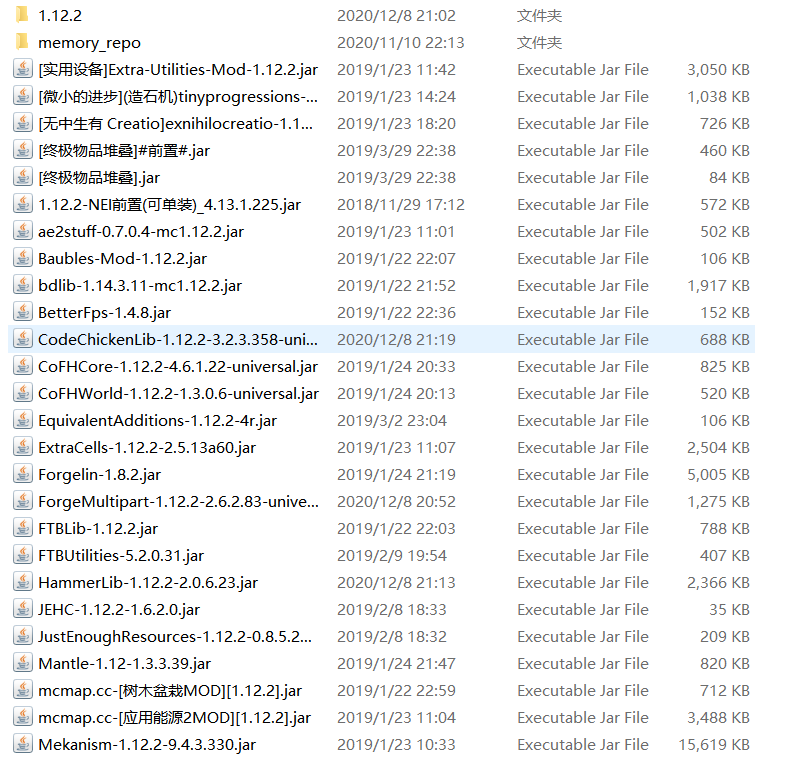 1.12.2 2020/12/8 21:02 文件夹
memory_repo 2020/11/10 22:13 文件夹
[实用设备]Extra-Utilities-Mod-1.12.2.jar 2019/1/23 11:42 Executable Jar File 3,050 KB
[微小的进步](造石机)tinyprogressions-... 2019/1/23 14:24 Executable Jar File 1,038 KB
[无中生有 Creatio]exnihilocreatio-1.1... 2019/1/23 18:20 Executable Jar File 726 KB
[终极物品堆叠]#前置#.jar 2019/3/29 22:38 Executable Jar File 460 KB
[终极物品堆叠].jar 2019/3/29 22:38 Executable Jar File 84 KB
1.12.2-NEI前置(可单装)_4.13.1.225.jar 2018/11/29 17:12 Executable Jar File 572 KB
ae2stuff-0.7.0.4-mc1.12.2.jar 2019/1/23 11:01 Executable Jar File 502 KB
Baubles-Mod-1.12.2.jar 2019/1/22 22:07 Executable Jar File 106 KB
bdlib-1.14.3.11-mc1.12.2.jar 2019/1/22 21:52 Executable Jar File 1,917 KB
BetterFps-1.4.8.jar 2019/1/22 22:36 Executable Jar File 152 KB
CodeChickenLib-1.12.2-3.2.3.358-uni... 2020/12/8 21:19 Executable Jar File 688 KB
CoFHCore-1.12.2-4.6.1.22-universal.jar 2019/1/24 20:33 Executable Jar File 825 KB
CoFHWorld-1.12.2-1.3.0.6-universal.jar 2019/1/24 20:13 Executable Jar File 520 KB
EquivalentAdditions-1.12.2-4r.jar 2019/3/2 23:04 Executable Jar File 106 KB
ExtraCells-1.12.2-2.5.13a60.jar 2019/1/23 11:07 Executable Jar File 2,504 KB
Forgelin-1.8.2.jar 2019/1/24 21:19 Executable Jar File 5,005 KB
ForgeMultipart-1.12.2-2.6.2.83-unive... 2020/12/8 20:52 Executable Jar File 1,275 KB
FTBLib-1.12.2.jar 2019/1/22 22:03 Executable Jar File 788 KB
FTBUtilities-5.2.0.31.jar 2019/2/9 19:54 Executable Jar File 407 KB
HammerLib-1.12.2-2.0.6.23.jar 2020/12/8 21:13 Executable Jar File 2,366 KB
JEHC-1.12.2-1.6.2.0.jar 2019/2/8 18:33 Executable Jar File 35 KB
JustEnoughResources-1.12.2-0.8.5.2... 2019/2/8 18:32 Executable Jar File 209 KB
Mantle-1.12-1.3.3.39.jar 2019/1/24 21:47 Executable Jar File 820 KB
mcmap.cc-[树木盆栽MOD][1.12.2].jar 2019/1/22 22:59 Executable Jar File 712 KB
mcmap.cc-[应用能源2MOD][1.12.2].jar 2019/1/23 11:04 Executable Jar File 3,488 KB
Mekanism-1.12.2-9.4.3.330.jar 2019/1/23 10:33 Executable Jar File 15,619 KB